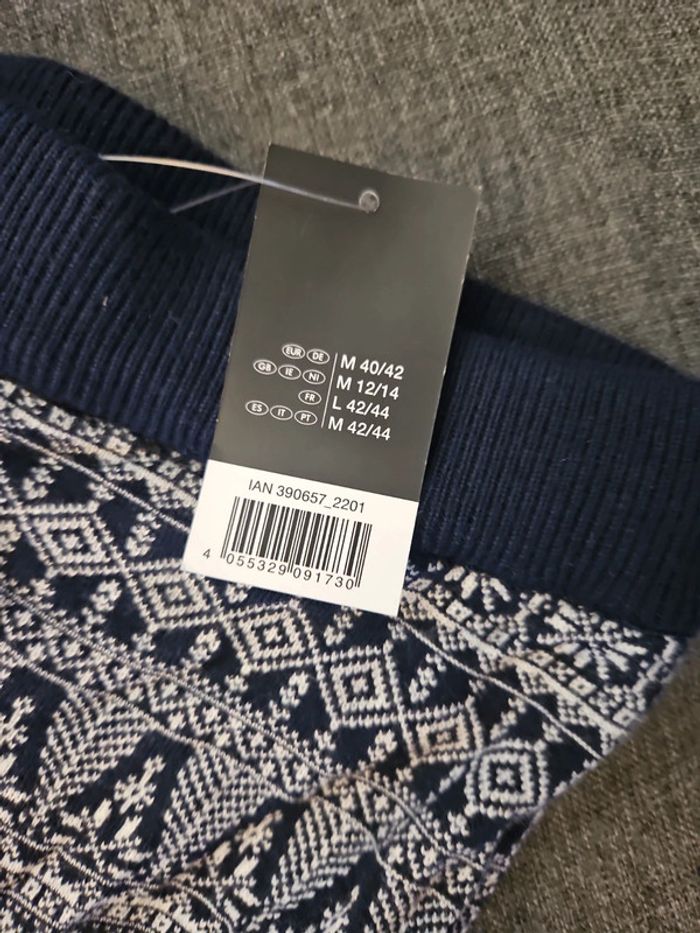 EUR DE M 40/42
GB IE NI M 12/14
FR L 42/44
ES IT PT M 42/44
IAN 390657_2201
4 055329 091730